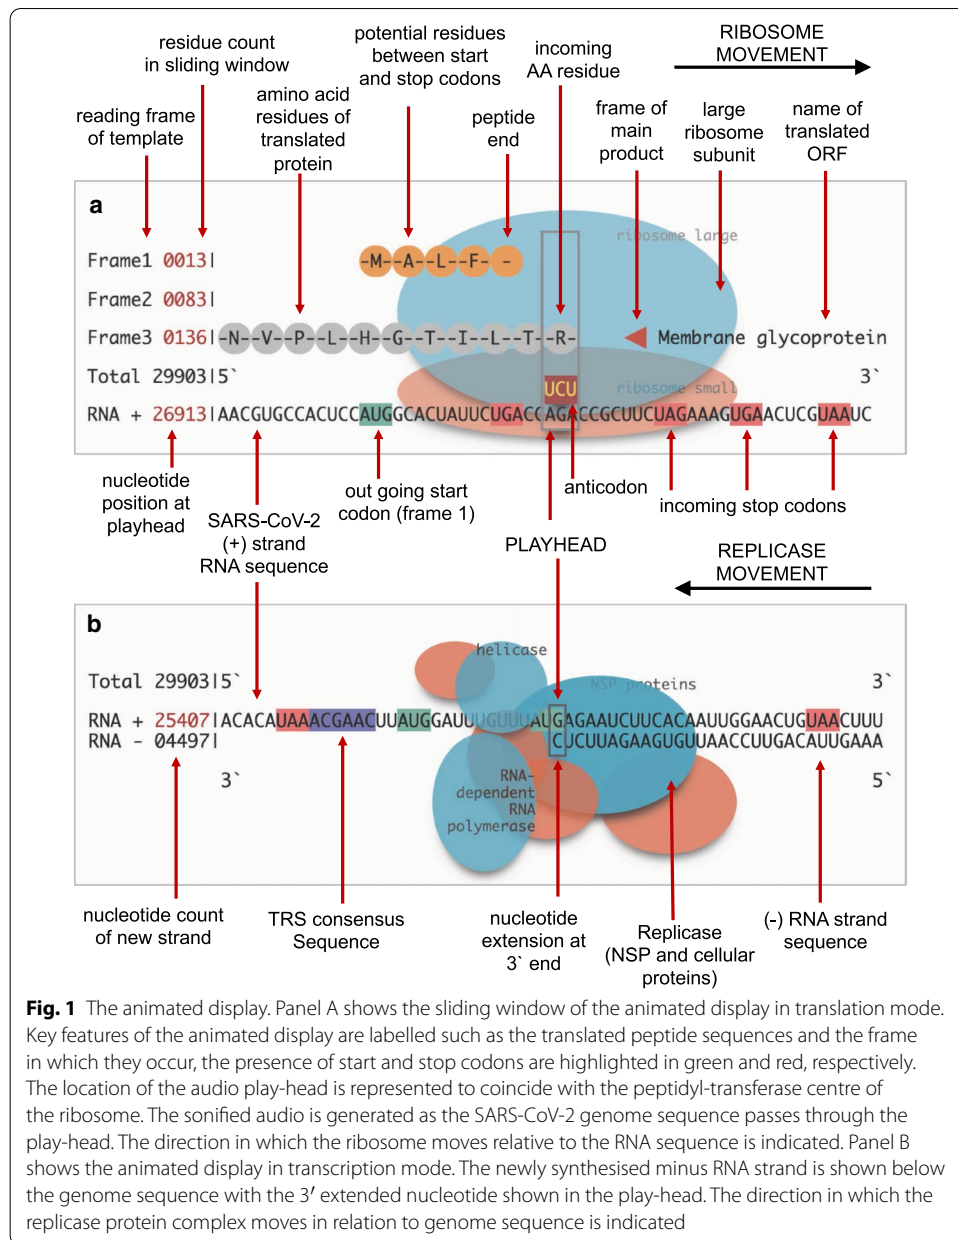 residue count
in sliding window
potential residues
between start
and stop codons
incoming
AA residue
RIBOSOME
MOVEMENT
reading frame
of template
amino acid
residues of
translated
protein
peptide
end
frame of
main
product
large
ribosome
subunit
name of
translated
ORF
a
ribosome large
Frame1 0013| -M--A--L--F- -
Frame2 0083|
Frame3 0136| -N--V--P--L--H--G--T--I--L--T--R- Membrane glycoprotein
Total 29903|5` 3`
UCU
ribosome small
RNA + 26913| AACGUGCCACUCCAUGGCACUAUUCUGACCAGACCGCUUCUAGAAAGUGAACUCGUAAUC
nucleotide
position at
playhead
SARS-CoV-2
(+) strand
RNA sequence
out going start
codon (frame 1)
anticodon
incoming stop codons
PLAYHEAD
REPLICASE
MOVEMENT
b
helicase
Total 29903|5` NSP proteins 3`
RNA + 25407| ACACAUAAACGAACUUAUGGAUUUGUUUAUGAGAAUCUUCACAAUUGGAACUGUAACUUU
RNA - 04497| CUCUUAGAAGUGUUAACCUUGACAUUGAAA
3` 5`
RNA-
dependent
RNA
polymerase
nucleotide count
of new strand
TRS consensus
Sequence
nucleotide
extension at
3` end
Replicase
(NSP and cellular
proteins)
(-) RNA strand
sequence
Fig. 1 The animated display. Panel A shows the sliding window of the animated display in translation mode.
Key features of the animated display are labelled such as the translated peptide sequences and the frame
in which they occur, the presence of start and stop codons are highlighted in green and red, respectively.
The location of the audio play-head is represented to coincide with the peptidyl-transferase centre of
the ribosome. The sonified audio is generated as the SARS-CoV-2 genome sequence passes through the
play-head. The direction in which the ribosome moves relative to the RNA sequence is indicated. Panel B
shows the animated display in transcription mode. The newly synthesised minus RNA strand is shown below
the genome sequence with the 3′ extended nucleotide shown in the play-head. The direction in which the
replicase protein complex moves in relation to genome sequence is indicated